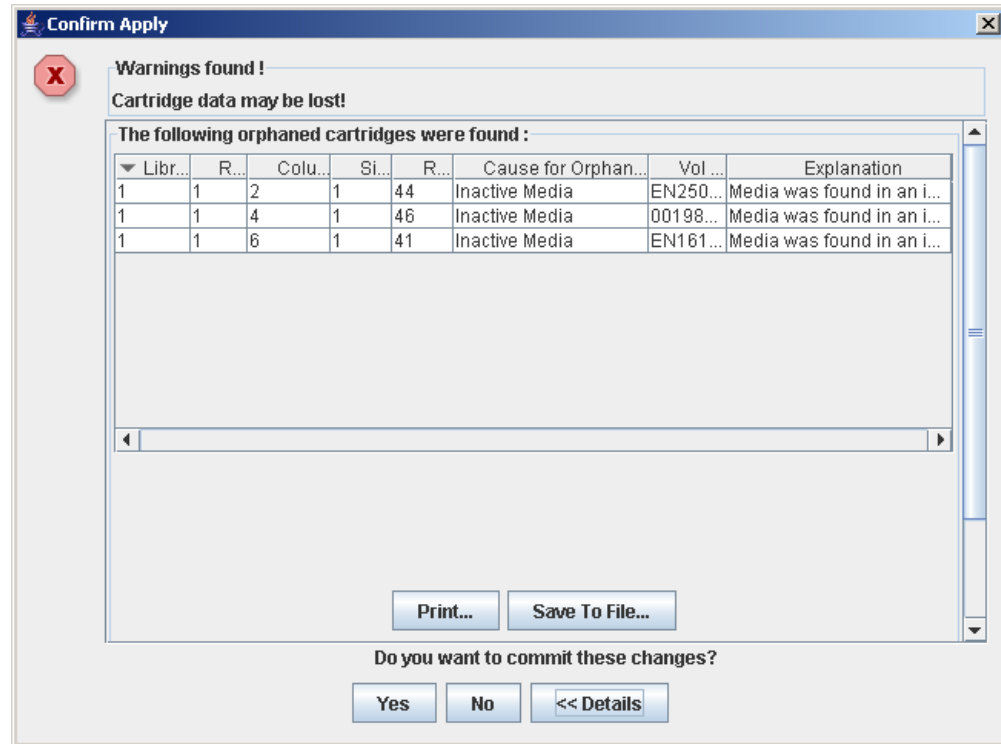 Confirm Apply
Warnings found !
Cartridge data may be lost!
The following orphaned cartridges were found :
Libr... R... Colu... Si... R... Cause for Orphan... Vol ... Explanation
1 1 2 1 44 Inactive Media EN250... Media was found in an i...
1 1 4 1 46 Inactive Media 00198... Media was found in an i...
1 1 6 1 41 Inactive Media EN161... Media was found in an i...
Print... Save To File...
Do you want to commit these changes?
Yes No << Details